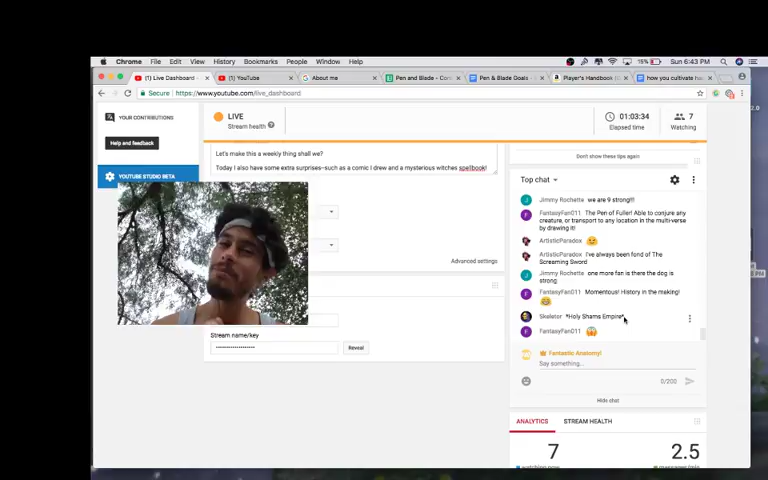 Chrome File Edit View History Bookmarks People Window Help
15% Sun 6:43 PM
(1) Live Dashboard - (1) YouTube About me Pen and Blade - Con Pen & Blade Goals - Player's Handbook how you cultivate ha
Secure https://www.youtube.com/live_dashboard
YOUR CONTRIBUTIONS
Help and feedback
YOUTUBE STUDIO BETA
LIVE
Stream health
01:03:34
Elapsed time
7
Watching
Let's make this a weekly thing shall we?
Today I also have some extra surprises--such as a comic I drew and a mysterious witches spellbook!
Advanced settings
Stream name/key
Reveal
Don't show these tips again
Top chat
Jimmy Rochette we are 9 strong!!!
FantasyFan011 The Pen of Fuller! Able to conjure any
creature, or transport to any location in the multi-verse
by drawing it!
ArtisticParadox
ArtisticParadox I've always been fond of The
Screaming Sword
Jimmy Rochette one more fan is there the dog is
strong
FantasyFan011 Momentous! History in the making!
Skeletor *Holy Shams Empire*
FantasyFan011
Fantastic Anatomy!
Say something...
0/200
Hide chat
ANALYTICS STREAM HEALTH
7 2.5